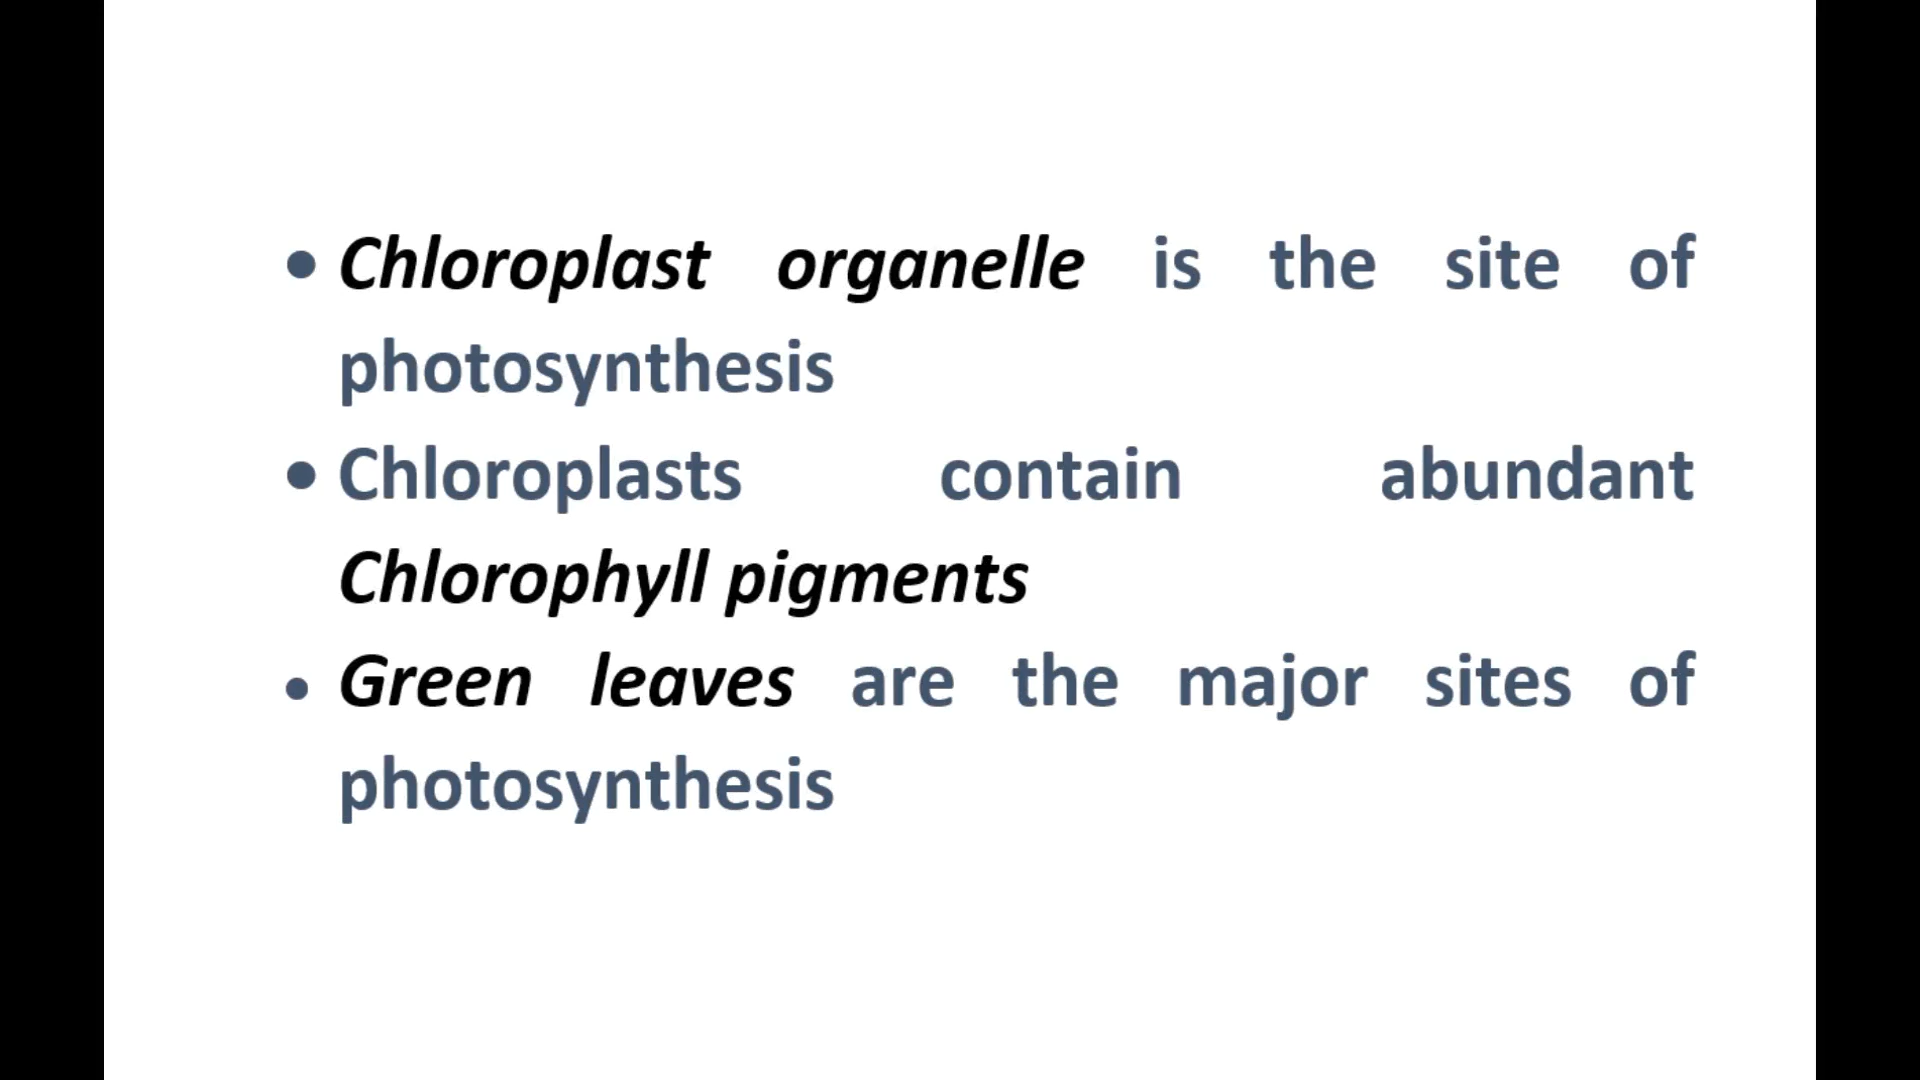 • Chloroplast organelle is the site of
photosynthesis
• Chloroplasts contain abundant
Chlorophyll pigments
• Green leaves are the major sites of
photosynthesis